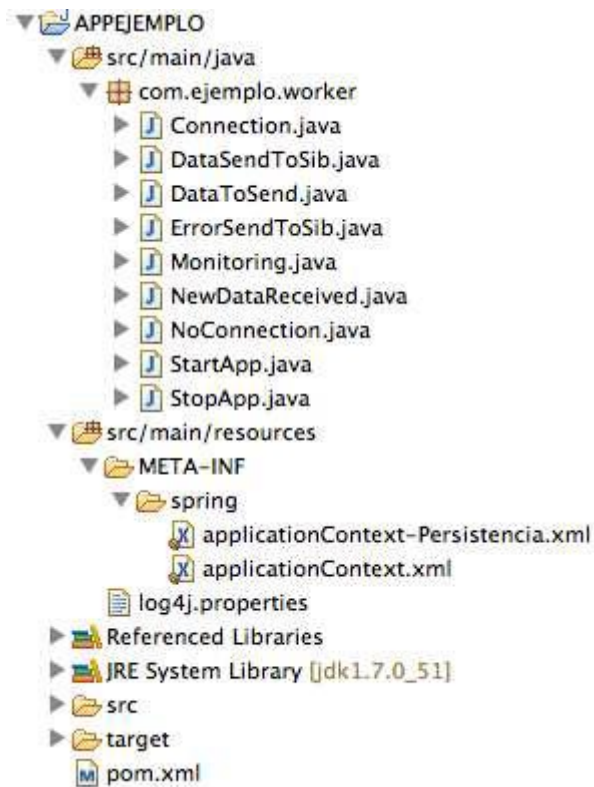 APPEJEMPLO
src/main/java
com.ejemplo.worker
Connection.java
DataSendToSib.java
DataToSend.java
ErrorSendToSib.java
Monitoring.java
NewDataReceived.java
NoConnection.java
StartApp.java
StopApp.java
src/main/resources
META-INF
spring
applicationContext-Persistencia.xml
applicationContext.xml
log4j.properties
Referenced Libraries
JRE System Library [jdk1.7.0_51]
src
target
pom.xml